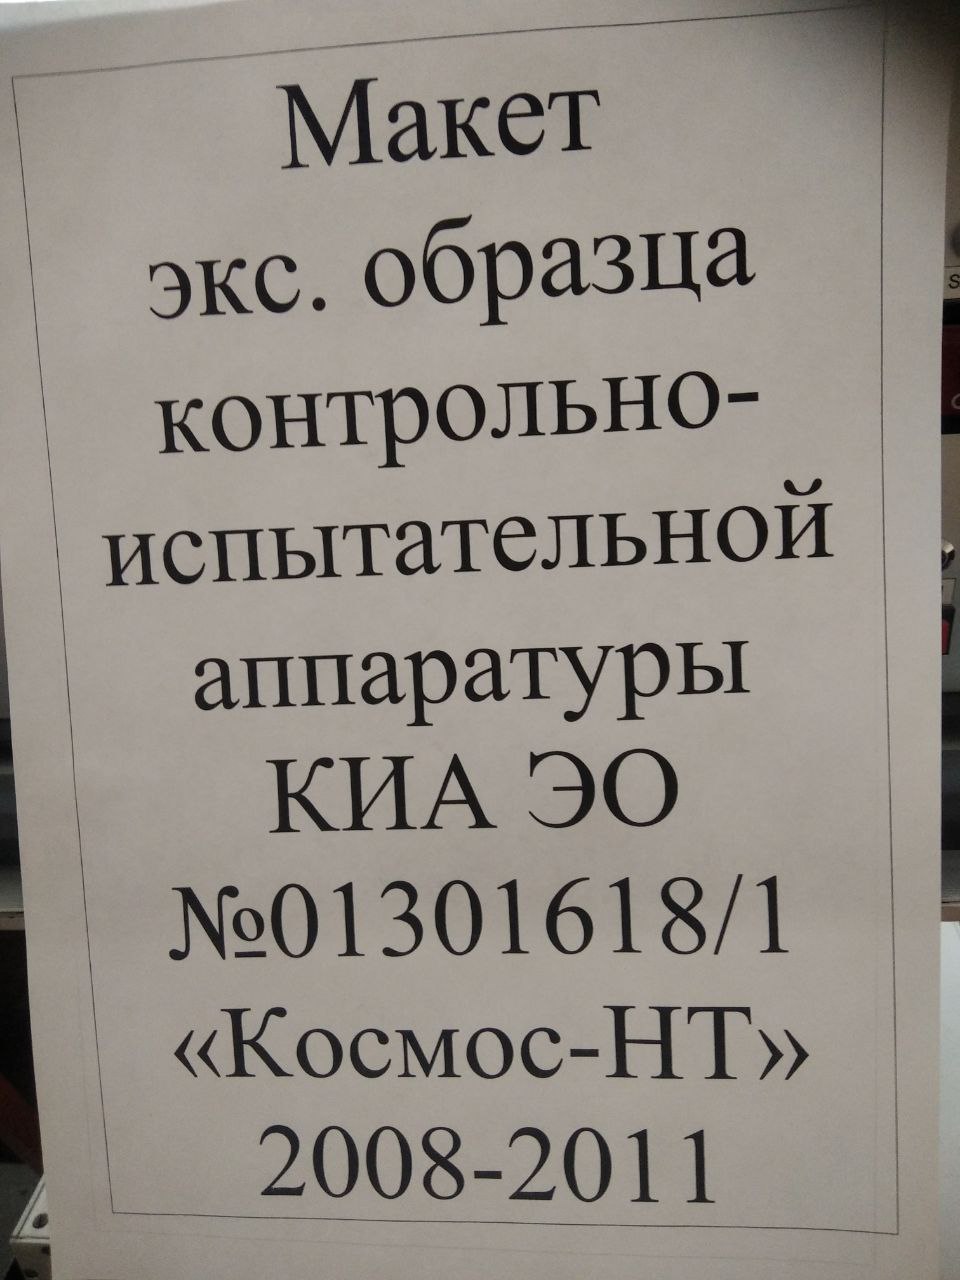 Макет
экс. образца
контрольно-
испытательной
аппаратуры
КИА ЭО
№01301618/1
«Космос-НТ»
2008-2011